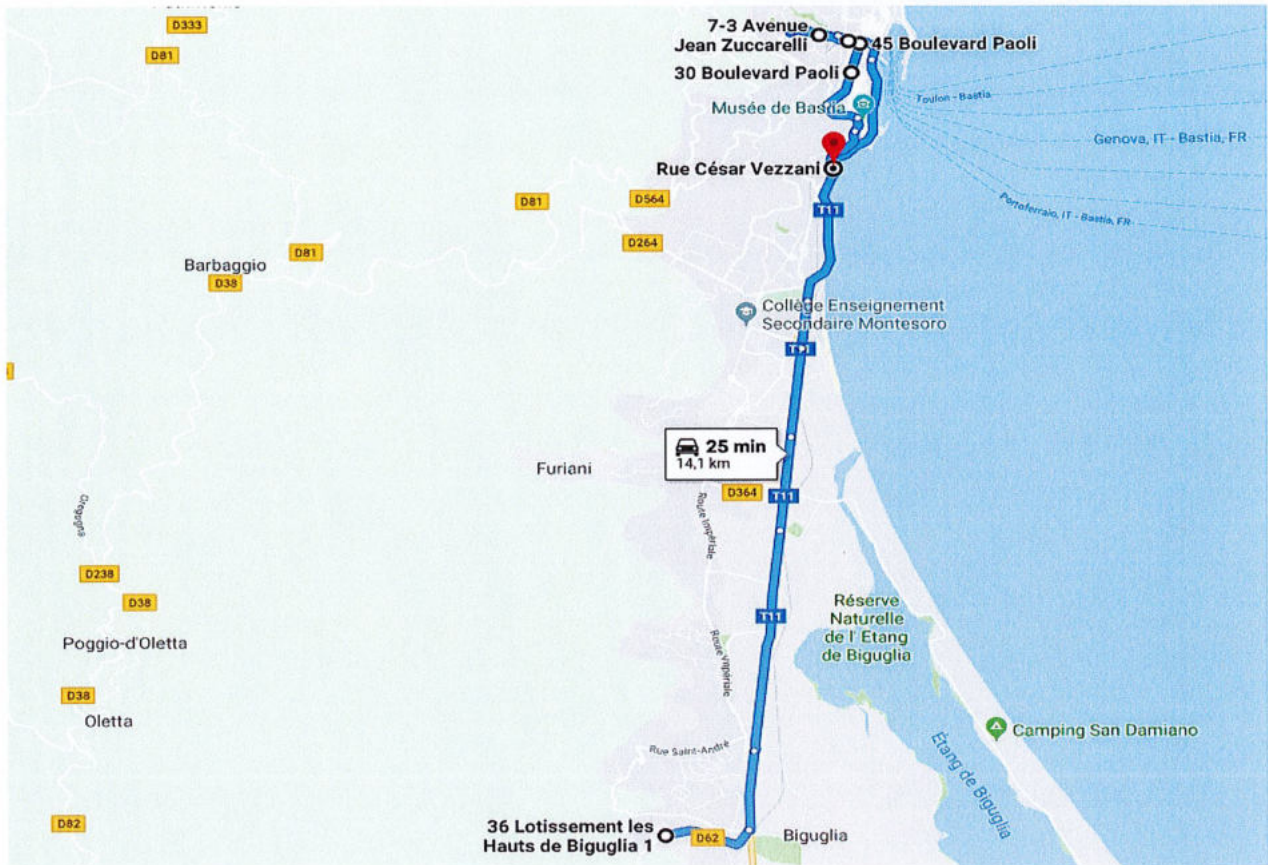 D333
D81
7-3 Avenue
Jean Zuccarelli
45 Boulevard Paoli
30 Boulevard Paoli
Toulon - Bastia
Musée de Bastia
Genova, IT - Bastia, FR
Rue César Vezzani
D81
D564
T11
Portoferraio, IT - Bastia, FR
D264
D81
Barbaggio
D38
Collège Enseignement
Secondaire Montesoro
T11
25 min
14,1 km
Furiani
D364
T11
Route Impériale
D238
D38
Réserve
Naturelle
de l' Etang
de Biguglia
T11
Poggio-d'Oletta
Route Impériale
D38
Oletta
Rue Saint-André
Camping San Damiano
Étang de Biguglia
D82
36 Lotissement les
Hauts de Biguglia 1
D62
Biguglia